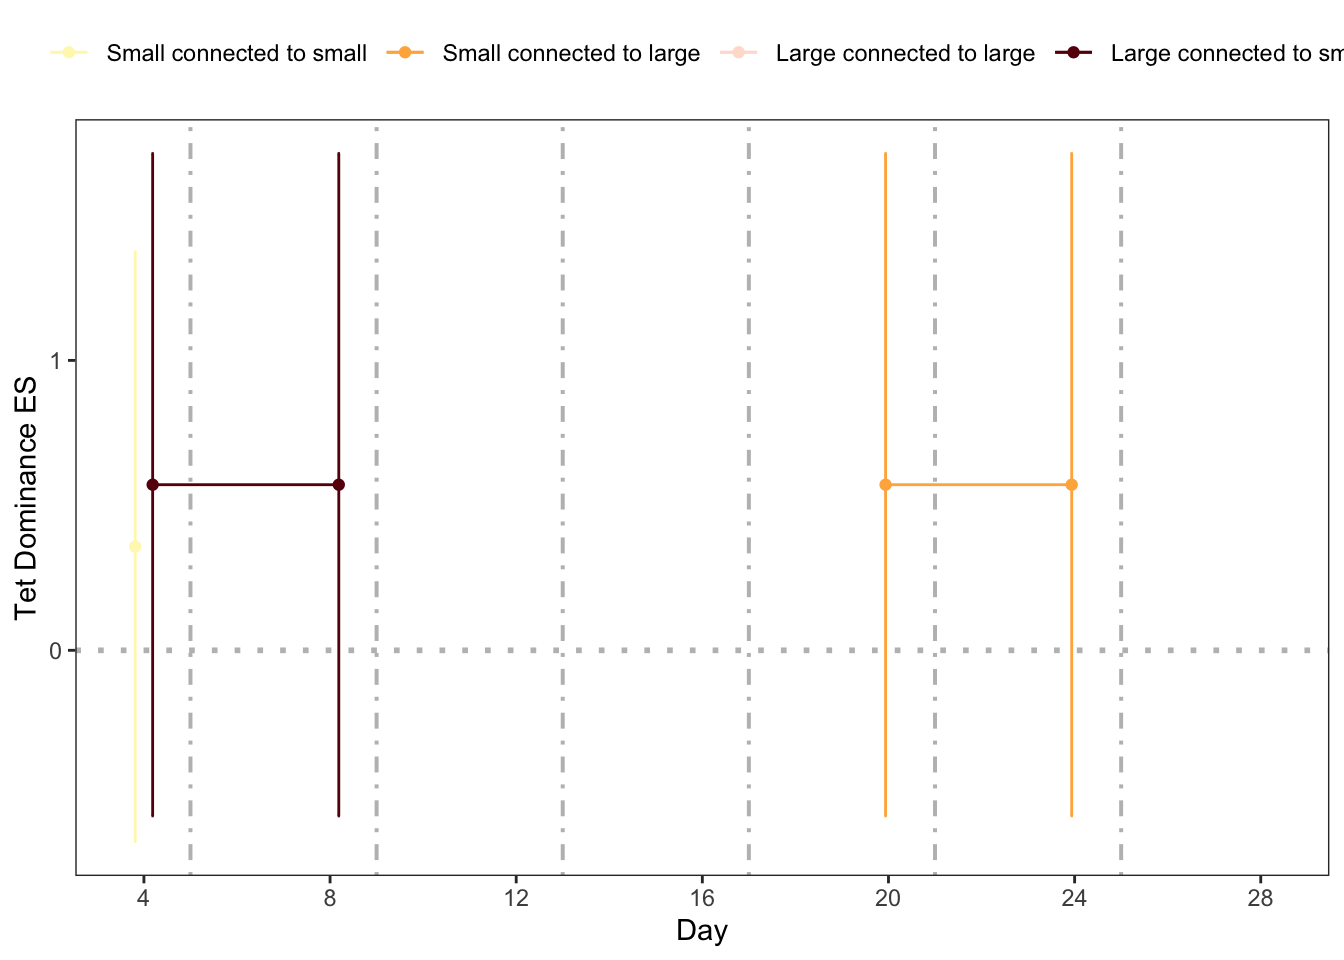 Small connected to small
Small connected to large
Large connected to large
Large connected to sm
Tet Dominance ES
1
0
4 8 12 16 20 24 28
Day